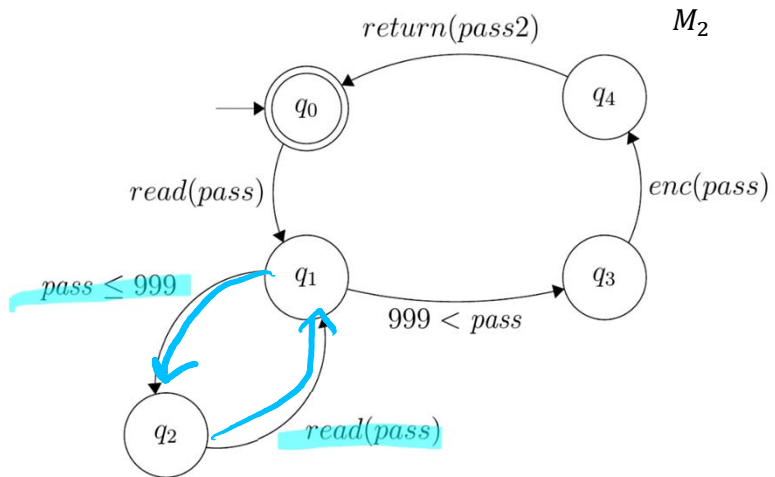 return(pass2)
M₂
q₀
q₄
read(pass)
enc(pass)
q₁
q₃
pass ≤ 999
999 < pass
q₂
read(pass)